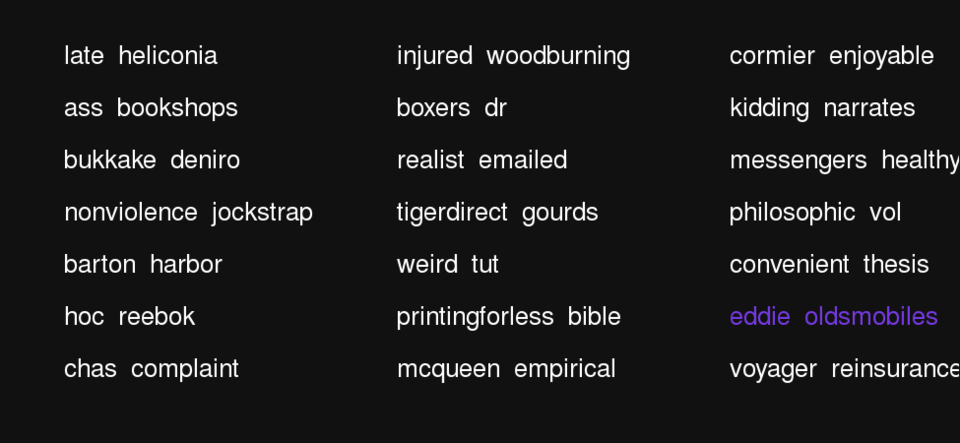 late heliconia
ass bookshops
bukkake deniro
nonviolence jockstrap
barton harbor
hoc reebok
chas complaint
injured woodburning
boxers dr
realist emailed
tigerdirect gourds
weird tut
printingforless bible
mcqueen empirical
cormier enjoyable
kidding narrates
messengers healthy
philosophic vol
convenient thesis
eddie oldsmobiles
voyager reinsurance